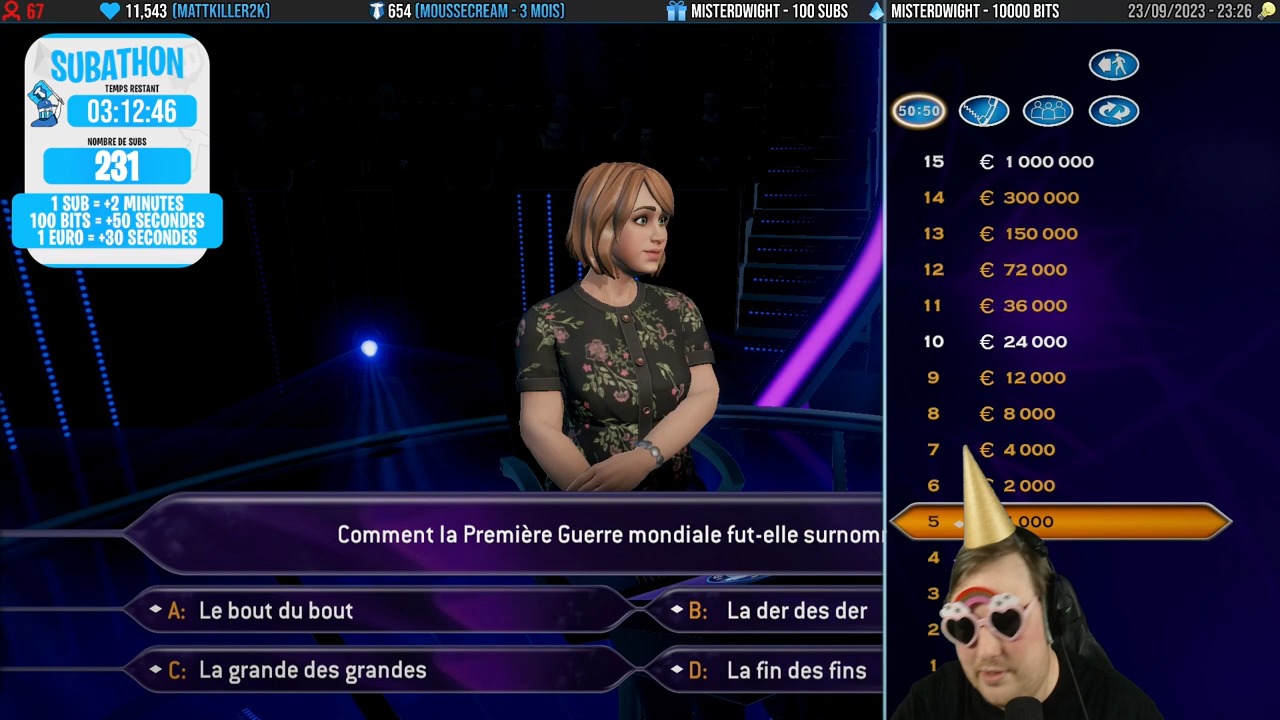 67
11,543 (MATTKILLER2K)
654 (MOUSSECREAM - 3 MOIS)
MISTERDWIGHT - 100 SUBS
MISTERDWIGHT - 10000 BITS
23/09/2023 - 23:26
SUBATHON
TEMPS RESTANT
03:12:46
NOMBRE DE SUBS
231
1 SUB = +2 MINUTES
100 BITS = +50 SECONDES
1 EURO = +30 SECONDES
50:50
15 € 1 000 000
14 € 300 000
13 € 150 000
12 € 72 000
11 € 36 000
10 € 24 000
9 € 12 000
8 € 8 000
7 € 4 000
6 € 2 000
5 000
4
3
2
1
Comment la Première Guerre mondiale fut-elle
A: Le bout du bout
B: La der des der
C: La grande des grandes
D: La fin des fins